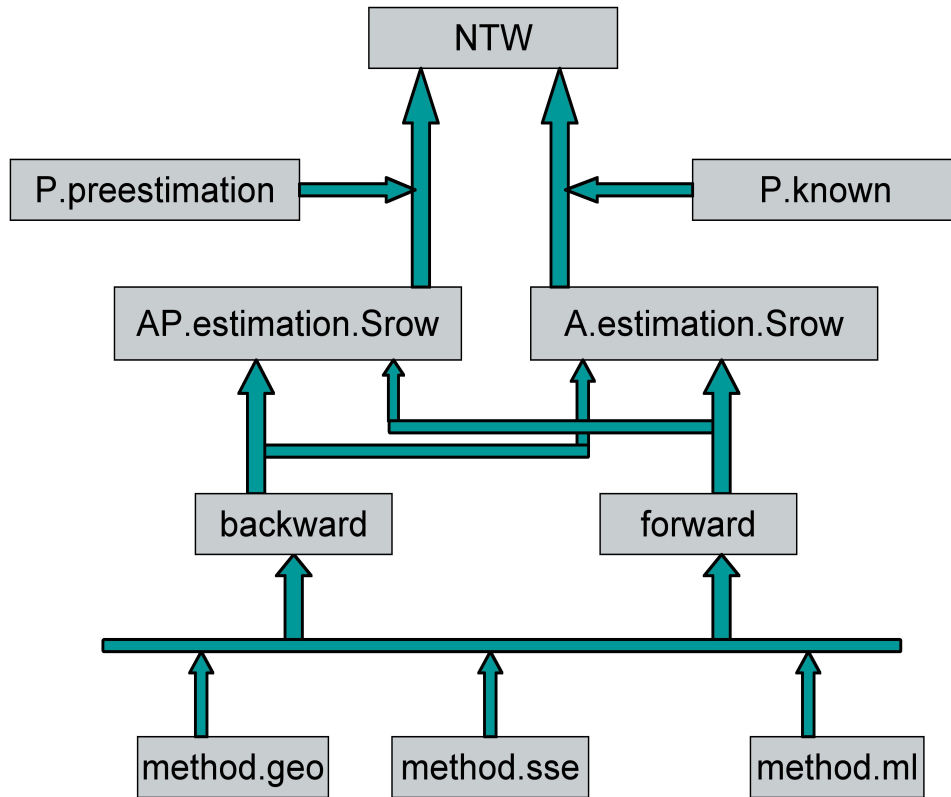 NTW
P.preestimation
P.known
AP.estimation.Srow
A.estimation.Srow
backward
forward
method.geo
method.sse
method.ml